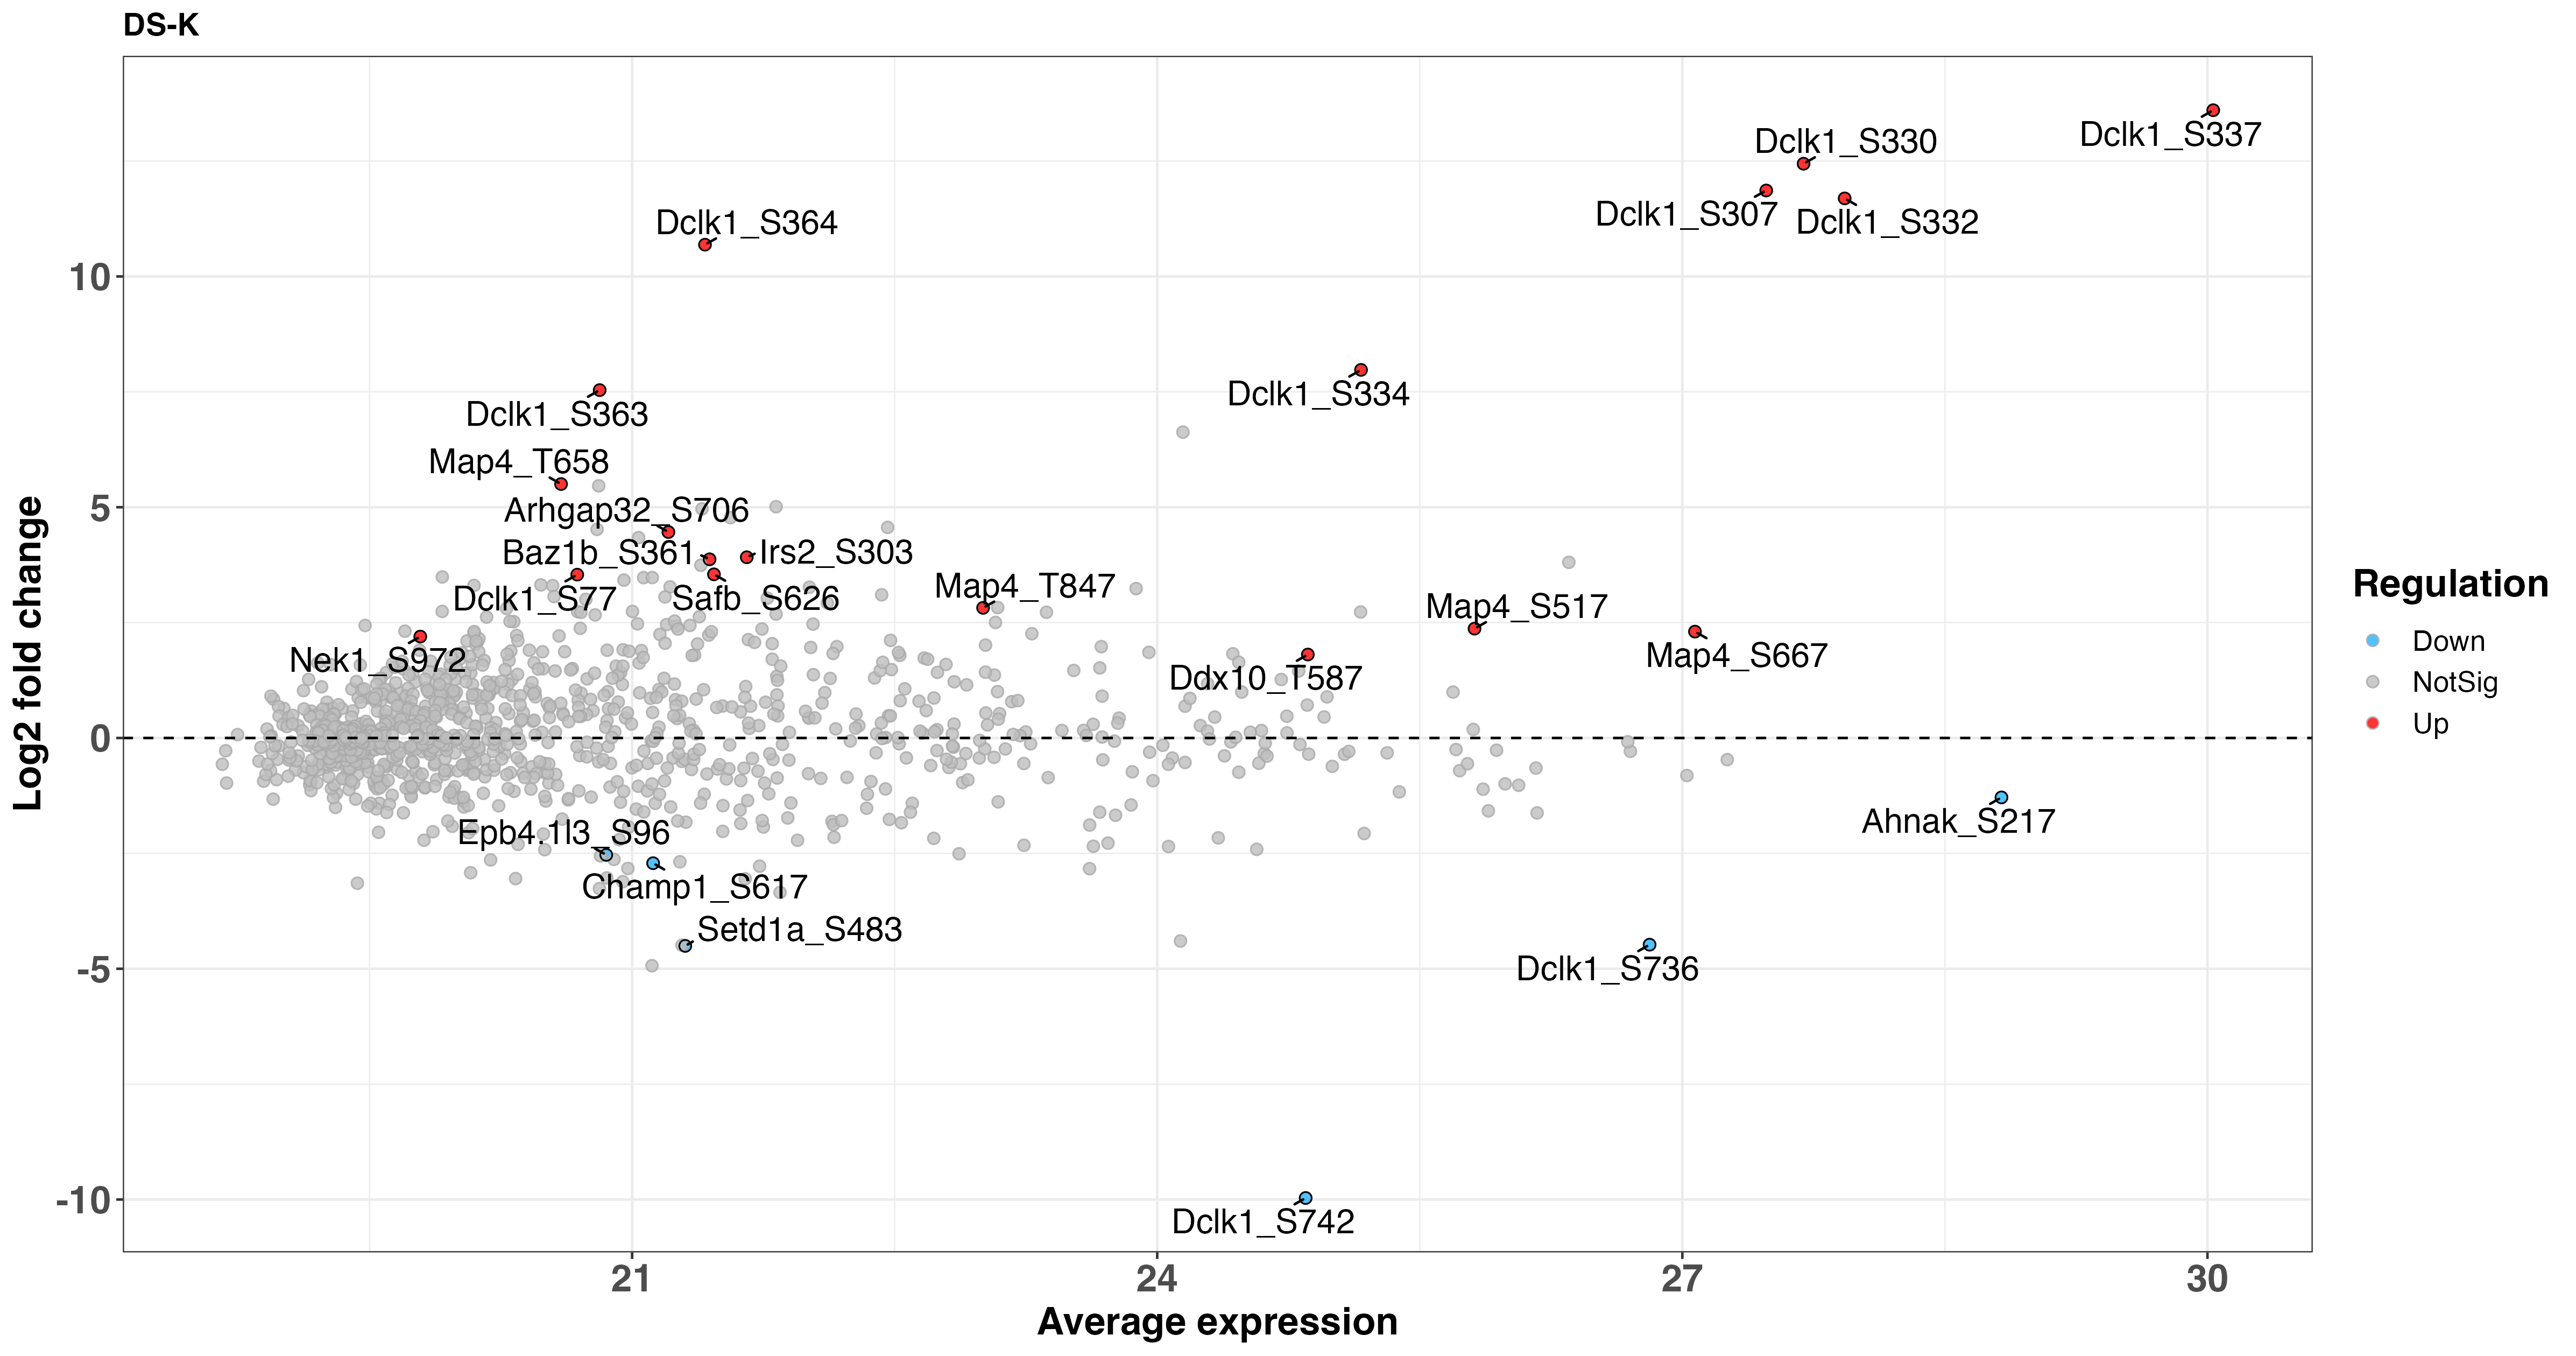 DS-K
Dclk1_S337
Dclk1_S330
Dclk1_S307
Dclk1_S332
Dclk1_S364
10
Dclk1_S334
Dclk1_S363
Map4_T658
Arhgap32_S706
5
Baz1b_S361
Irs2_S303
Dclk1_S77
Safb_S626
Map4_T847
Map4_S517
Nek1_S972
Map4_S667
Ddx10_T587
0
Ahnak_S217
Epb4.1l3_S96
Champ1_S617
Setd1a_S483
Dclk1_S736
-5
-10
Dclk1_S742
21
24
27
30
Average expression
Log2 fold change
Regulation
Down
NotSig
Up